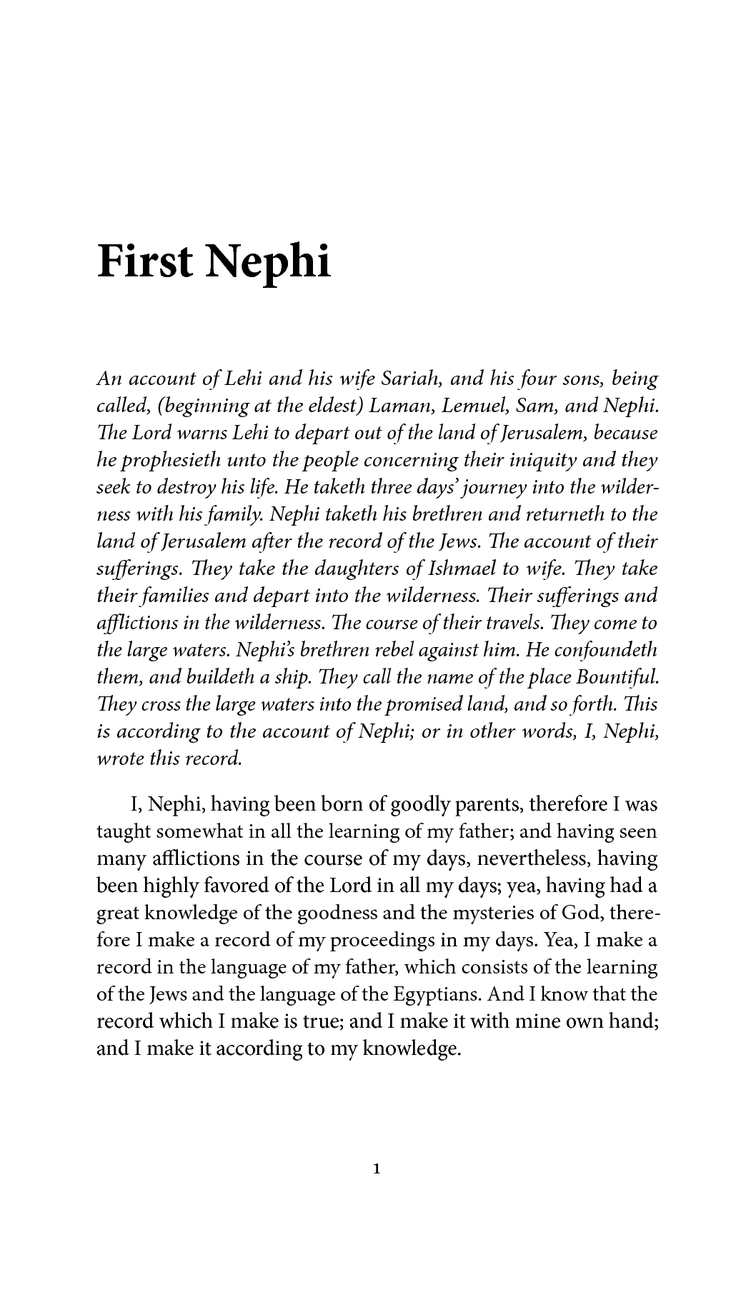 First Nephi
An account of Lehi and his wife Sariah, and his four sons, being
called, (beginning at the eldest) Laman, Lemuel, Sam, and Nephi.
The Lord warns Lehi to depart out of the land of Jerusalem, because
he prophesieth unto the people concerning their iniquity and they
seek to destroy his life. He taketh three days’ journey into the wilder-
ness with his family. Nephi taketh his brethren and returneth to the
land of Jerusalem after the record of the Jews. The account of their
sufferings. They take the daughters of Ishmael to wife. They take
their families and depart into the wilderness. Their sufferings and
afflictions in the wilderness. The course of their travels. They come to
the large waters. Nephi’s brethren rebel against him. He confoundeth
them, and buildeth a ship. They call the name of the place Bountiful.
They cross the large waters into the promised land, and so forth. This
is according to the account of Nephi; or in other words, I, Nephi,
wrote this record.
I, Nephi, having been born of goodly parents, therefore I was
taught somewhat in all the learning of my father; and having seen
many afflictions in the course of my days, nevertheless, having
been highly favored of the Lord in all my days; yea, having had a
great knowledge of the goodness and the mysteries of God, there-
fore I make a record of my proceedings in my days. Yea, I make a
record in the language of my father, which consists of the learning
of the Jews and the language of the Egyptians. And I know that the
record which I make is true; and I make it with mine own hand;
and I make it according to my knowledge.
1